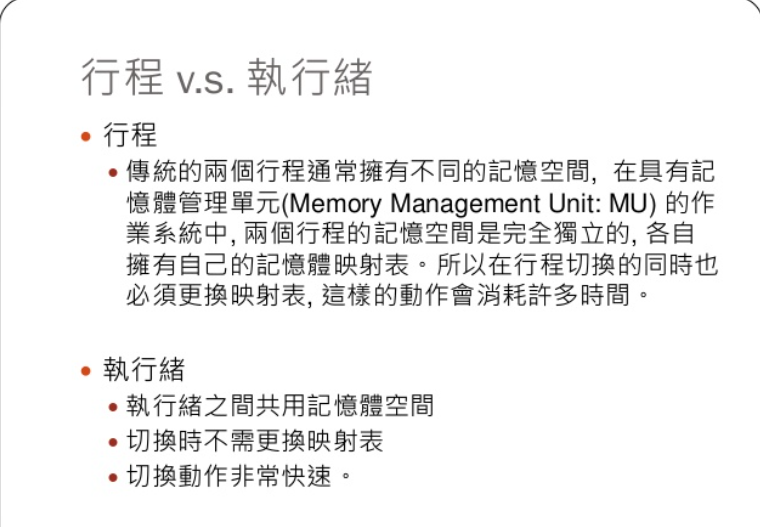 行程 v.s. 執行緒
• 行程
• 傳統的兩個行程通常擁有不同的記憶空間, 在具有記
憶體管理單元(Memory Management Unit: MU) 的作
業系統中, 兩個行程的記憶空間是完全獨立的, 各自
擁有自己的記憶體映射表。所以在行程切換的同時也
必須更換映射表, 這樣的動作會消耗許多時間。
• 執行緒
• 執行緒之間共用記憶體空間
• 切換時不需更換映射表
• 切換動作非常快速。